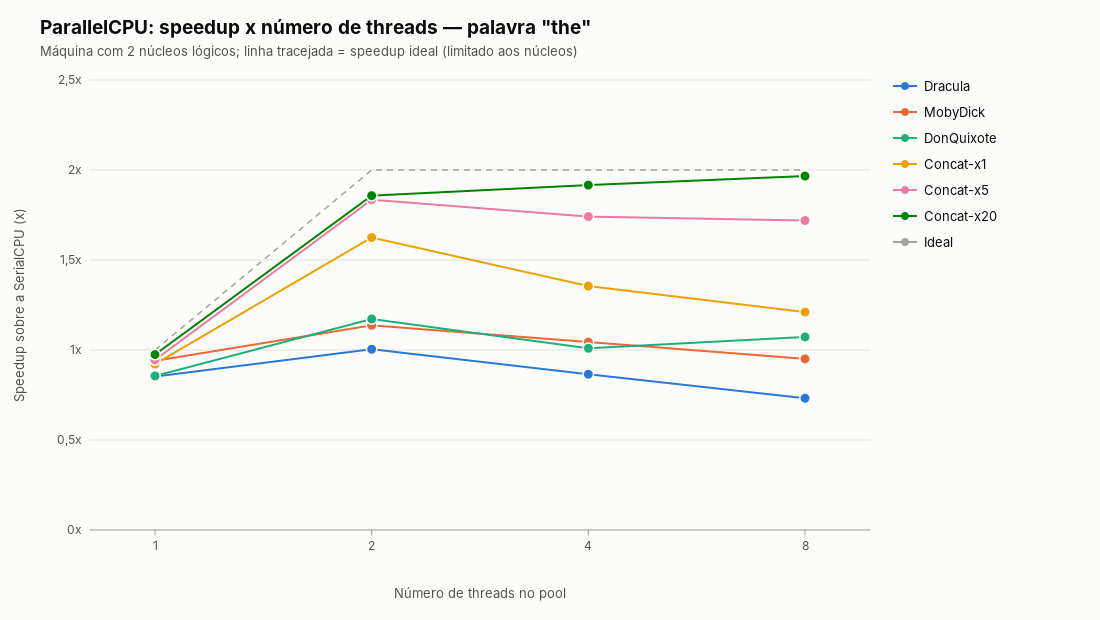 ParallelCPU: speedup x número de threads — palavra "the"
Máquina com 2 núcleos lógicos; linha tracejada = speedup ideal (limitado aos núcleos)
Speedup sobre a SerialCPU (x)
2,5x
2x
1,5x
1x
0,5x
0x
1
2
4
8
Número de threads no pool
Dracula
MobyDick
DonQuixote
Concat-x1
Concat-x5
Concat-x20
Ideal